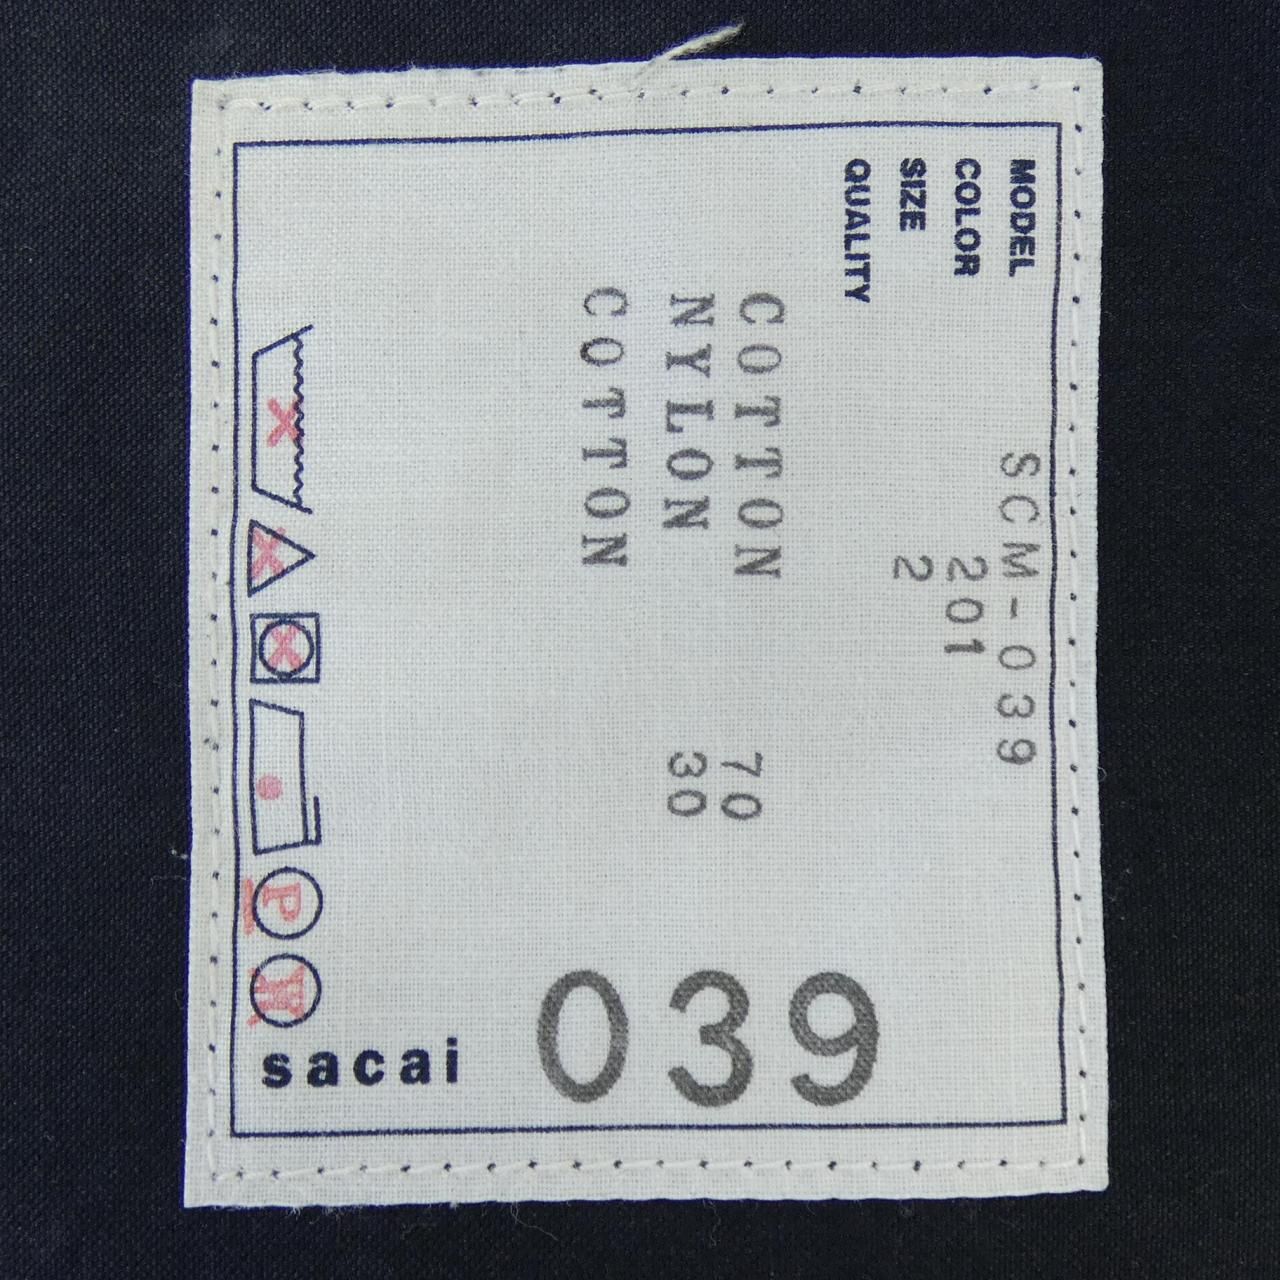 MODEL SCM-039
COLOR 201
SIZE 2
QUALITY
COTTON 70
NYLON 30
COTTON
P
W
sacai
039